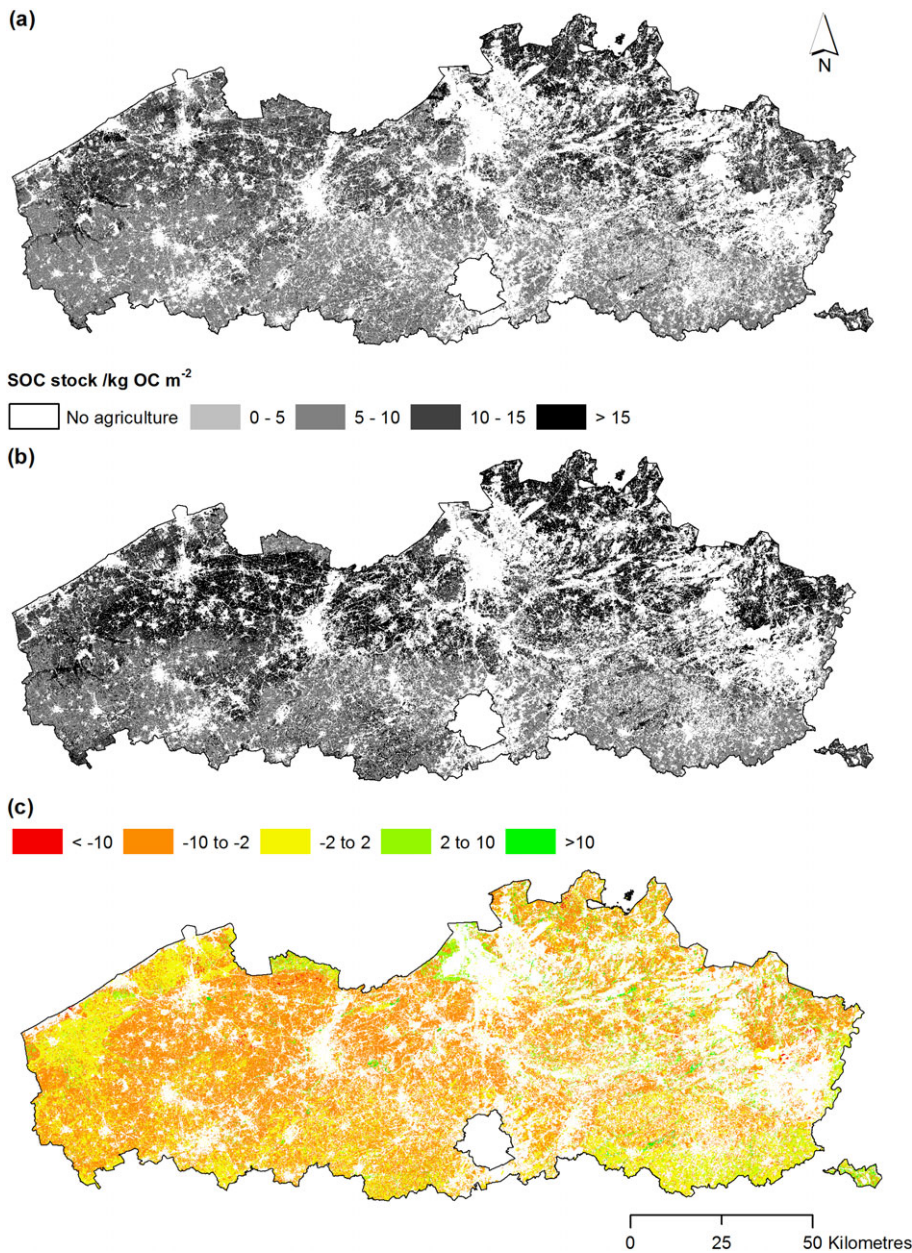 (a)
N
SOC stock /kg OC m⁻²
No agriculture 0 - 5 5 - 10 10 - 15 > 15
(b)
(c)
< -10 -10 to -2 -2 to 2 2 to 10 >10
0 25 50 Kilometres